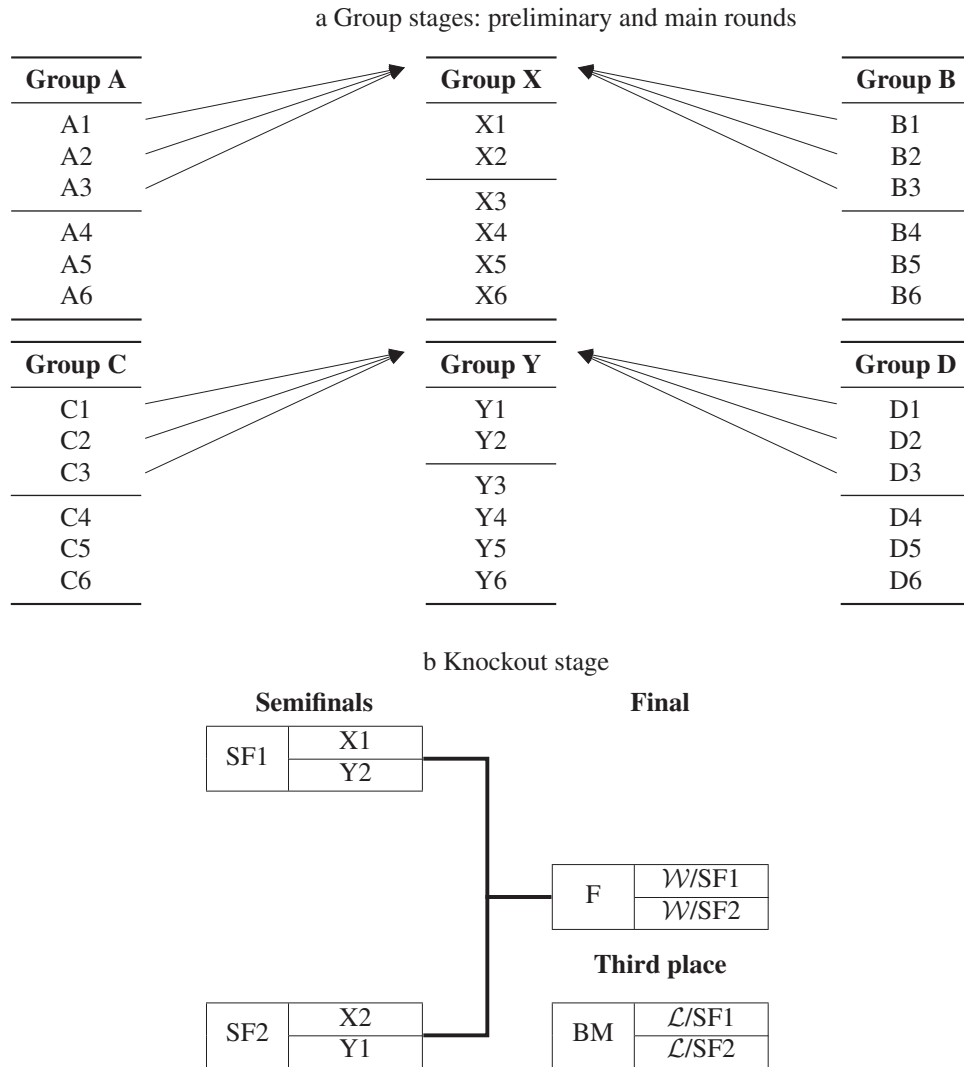 a Group stages: preliminary and main rounds
Group A Group X Group B
A1 X1 B1
A2 X2 B2
A3 X3 B3
A4 X4 B4
A5 X5 B5
A6 X6 B6
Group C Group Y Group D
C1 Y1 D1
C2 Y2 D2
C3 Y3 D3
C4 Y4 D4
C5 Y5 D5
C6 Y6 D6
b Knockout stage
Semifinals Final
SF1 X1
Y2
F W/SF1
W/SF2
Third place
SF2 X2 BM L/SF1
Y1 L/SF2